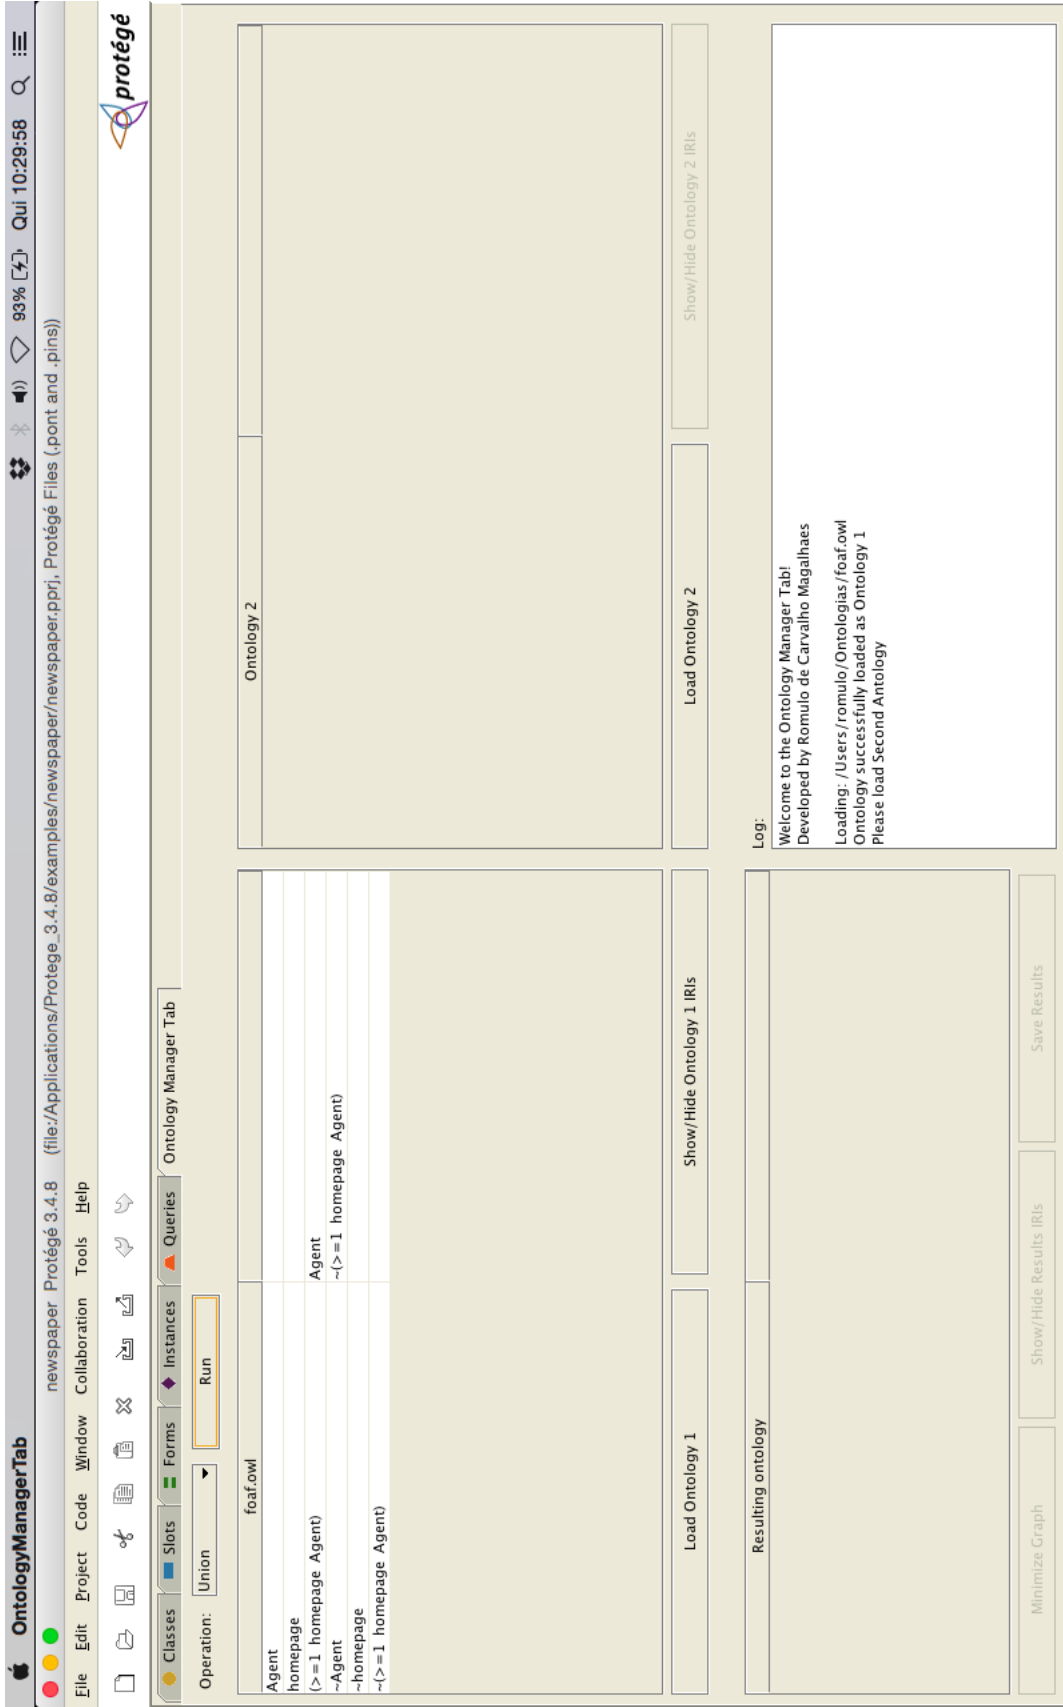 OntologyManagerTab 93% Qui 10:29:58
newspaper Protégé 3.4.8 (file:/Applications/Protege_3.4.8/examples/newspaper/newspaper.pprj, Protégé Files (.pont and .pins))
File Edit Project Code Window Collaboration Tools Help
protégé
Classes Slots Forms Instances Queries Ontology Manager Tab
Operation: Union Run
foaf.owl
Agent
homepage
(>=1 homepage Agent) Agent
~Agent ~(>=1 homepage Agent)
~homepage
~(>=1 homepage Agent)
Ontology 2
Load Ontology 1 Show/Hide Ontology 1 IRIs Load Ontology 2 Show/Hide Ontology 2 IRIs
Resulting ontology
Minimize Graph Show/Hide Results IRIs Save Results
Log:
Welcome to the Ontology Manager Tab!
Developed by Romulo de Carvalho Magalhaes
Loading: /Users/romulo/Ontologias/foaf.owl
Ontology successfully loaded as Ontology 1
Please load Second Antology